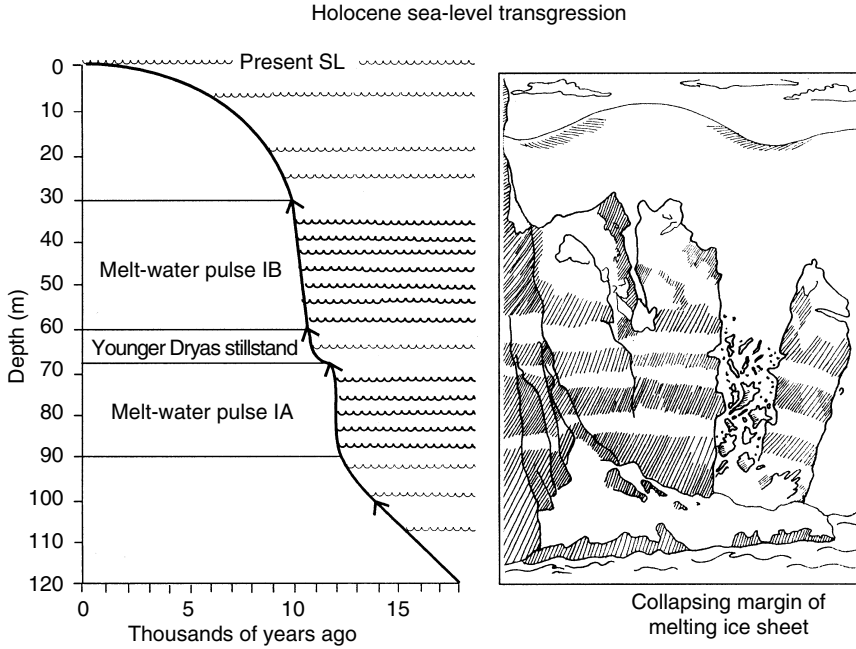 Holocene sea-level transgression
Present SL
0
10
20
30
40
50
60
70
80
90
100
110
120
Depth (m)
Melt-water pulse IB
Younger Dryas stillstand
Melt-water pulse IA
0 5 10 15
Thousands of years ago
Collapsing margin of
melting ice sheet